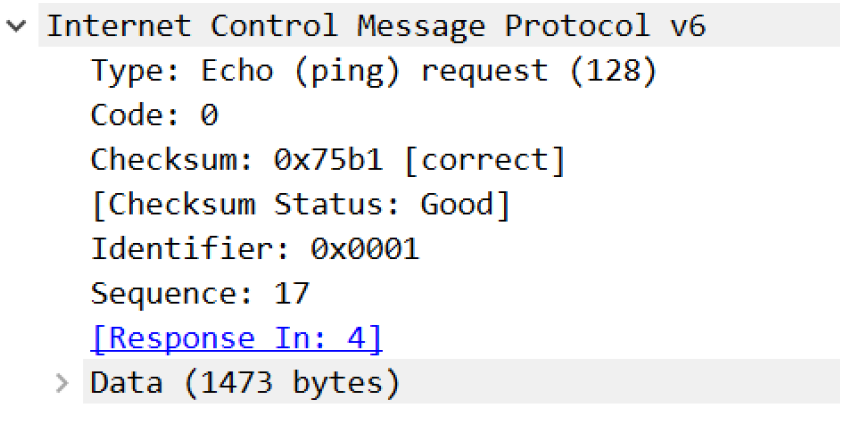 Internet Control Message Protocol v6
Type: Echo (ping) request (128)
Code: 0
Checksum: 0x75b1 [correct]
[Checksum Status: Good]
Identifier: 0x0001
Sequence: 17
[Response In: 4]
Data (1473 bytes)